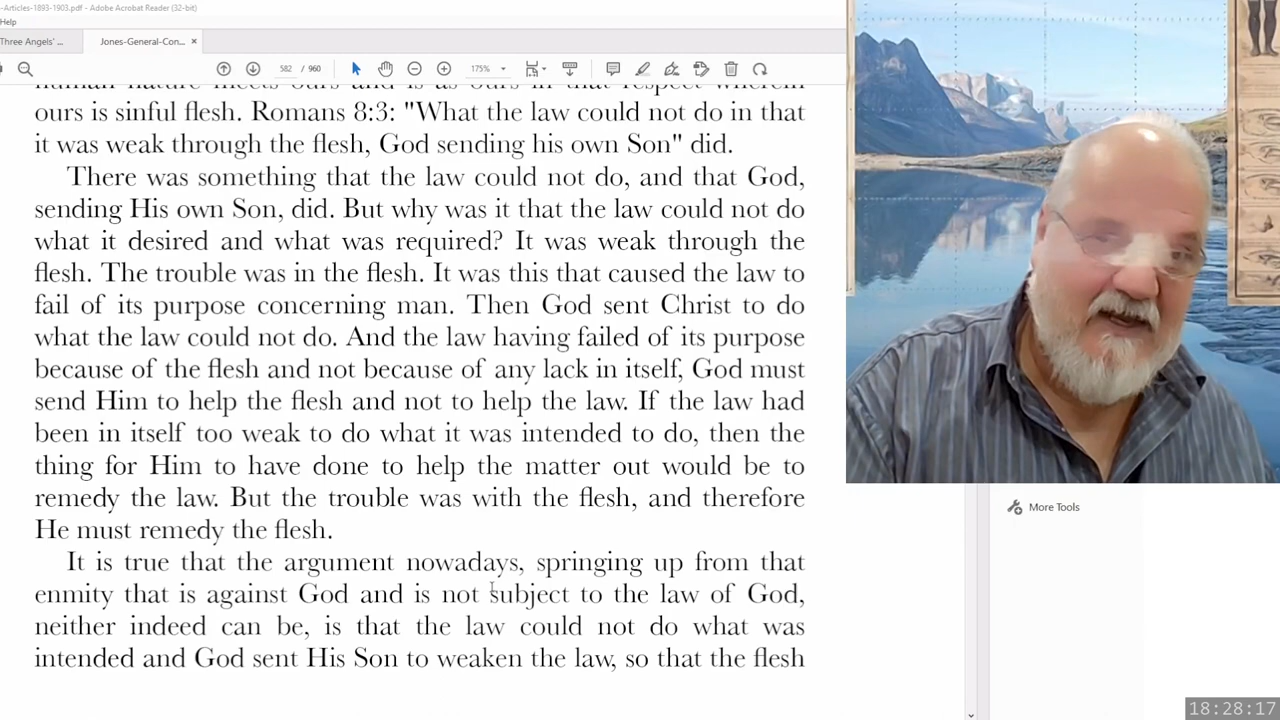 -Articles-1893-1903.pdf - Adobe Acrobat Reader (32-bit)
Help
Three Angels' ...
Jones-General-Con... ×
582 / 960
175%
human nature meets ours and is as ours in that respect wherein
ours is sinful flesh. Romans 8:3: "What the law could not do in that
it was weak through the flesh, God sending his own Son" did.
There was something that the law could not do, and that God,
sending His own Son, did. But why was it that the law could not do
what it desired and what was required? It was weak through the
flesh. The trouble was in the flesh. It was this that caused the law to
fail of its purpose concerning man. Then God sent Christ to do
what the law could not do. And the law having failed of its purpose
because of the flesh and not because of any lack in itself, God must
send Him to help the flesh and not to help the law. If the law had
been in itself too weak to do what it was intended to do, then the
thing for Him to have done to help the matter out would be to
remedy the law. But the trouble was with the flesh, and therefore
He must remedy the flesh.
It is true that the argument nowadays, springing up from that
enmity that is against God and is not subject to the law of God,
neither indeed can be, is that the law could not do what was
intended and God sent His Son to weaken the law, so that the flesh
More Tools
18:28:17